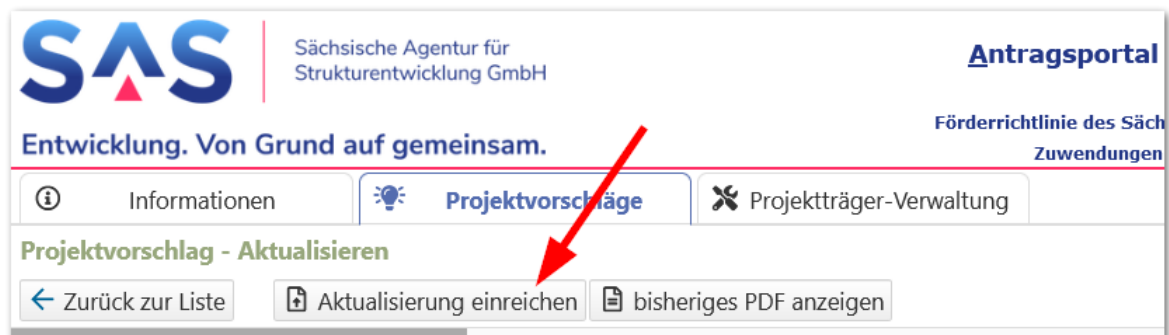 SAS
Sächsische Agentur für
Strukturentwicklung GmbH
Entwicklung. Von Grund auf gemeinsam.
Antragsportal
Förderrichtlinie des Säch
Zuwendungen
Informationen
Projektvorschläge
Projektträger-Verwaltung
Projektvorschlag - Aktualisieren
Zurück zur Liste
Aktualisierung einreichen
bisheriges PDF anzeigen